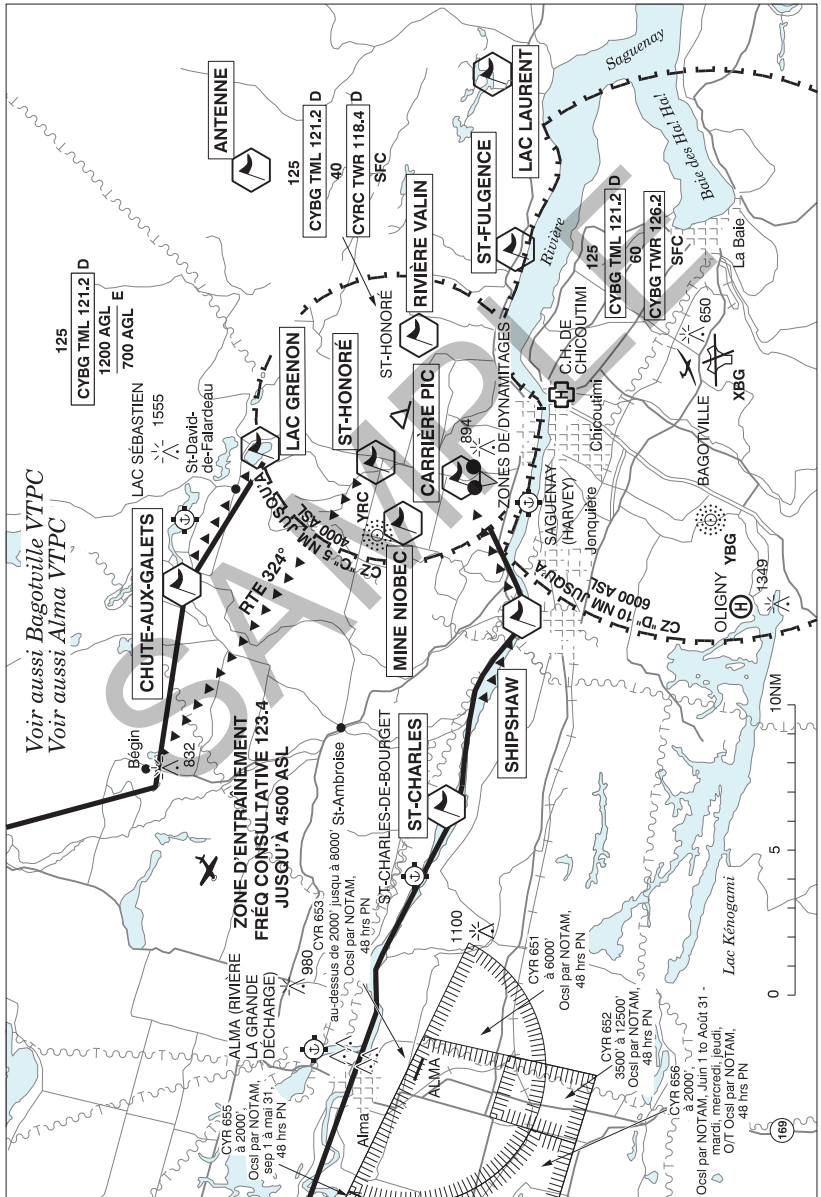 Voir aussi Bagotville VTPC
Voir aussi Alma VTPC
125
CYBG TML 121.2 D
1200 AGL E
700 AGL
ANTENNE
125
CYBG TML 121.2 D
40
CYRC TWR 118.4 D
SFC
LAC LAURENT
Saguenay
Baie des Ha! Ha!
ST-FULGENCE
Rivière
RIVIÈRE VALIN
ST-HONORÉ
125
CYBG TML 121.2 D
60
CYBG TWR 126.2
SFC
La Baie
LAC SÉBASTIEN
1555
St-David-
de-Falardeau
LAC GRENON
ST-HONORÉ
CARRIÈRE PIC
894
ZONES DE DYNAMITAGES
C.H. DE
CHICOUTIMI
H
Chicoutimi
650
XBG
BAGOTVILLE
YBG
CHUTE-AUX-GALETS
CZ "C" 5 NM JUSQU'À
4000 ASL
YRC
MINE NIOBEC
RTE 324°
SAGUENAY
(HARVEY)
Jonquière
CZ "D" 10 NM JUSQU'À
6000 ASL
OLIGNY
H
1349
Bégin
832
SHIPSHAW
ST-CHARLES
ST-CHARLES-DE-BOURGET
St-Ambroise
ZONE D'ENTRAÎNEMENT
FRÉQ CONSULTATIVE 123.4
JUSQU'À 4500 ASL
980
CYR 653
au-dessus de 2000' jusqu à 8000'
Ocsl par NOTAM,
48 hrs PN
ALMA (RIVIÈRE
LA GRANDE
DÉCHARGE)
1100
Lac Kénogami
0
5
10NM
CYR 651
à 6000'
Ocsl par NOTAM,
48 hrs PN
CYR 652
3500' à 12500'
Ocsl par NOTAM,
48 hrs PN
CYR 655
à 2000',
Ocsl par NOTAM,
sep 1 à mai 31
48 hrs PN
Alma
ALMA
CYR 656
à 2000',
Ocsl par NOTAM, Juin 1 to Août 31 -
mardi, mercredi, jeudi,
O/T Ocsl par NOTAM,
48 hrs PN
169
SAMPLE